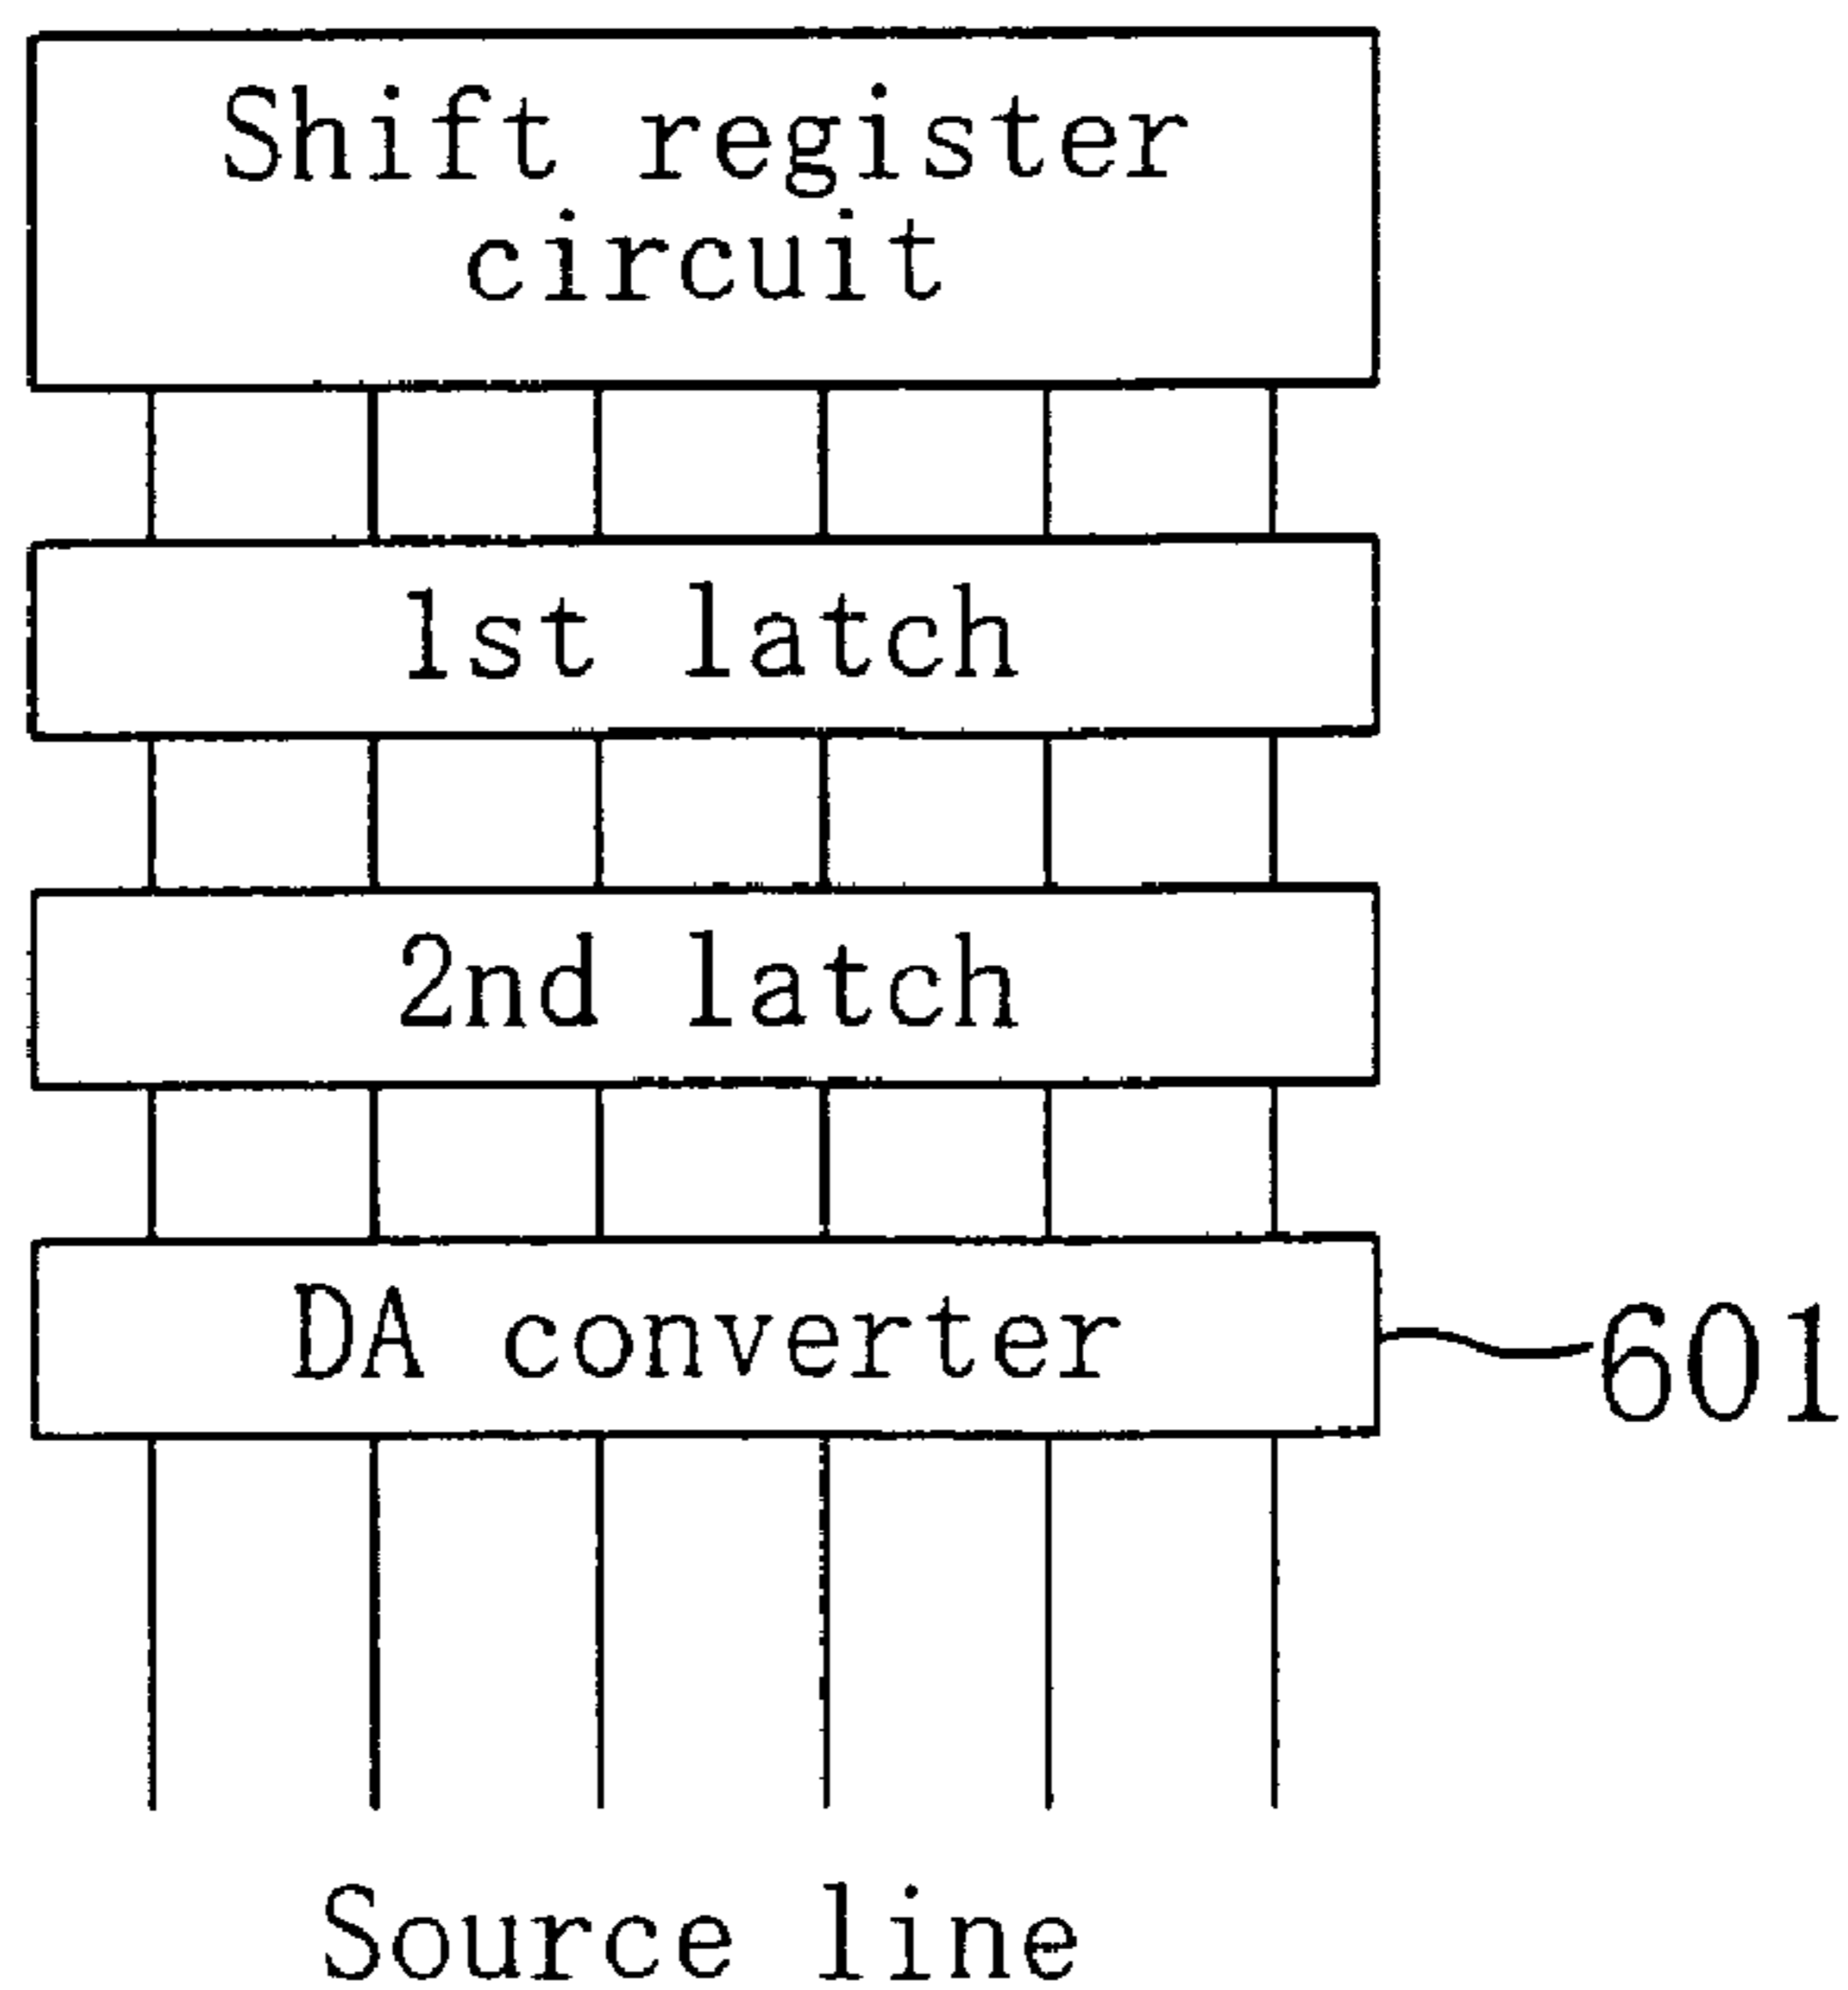 Shift register
circuit
1st latch
2nd latch
DA converter
601
Source line